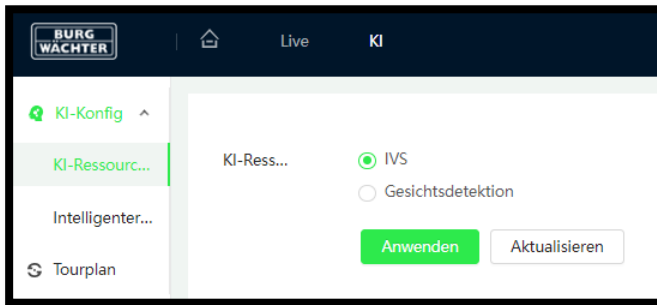 BURG
WÄCHTER
Live
KI
KI-Konfig
KI-Ressourc...
Intelligenter...
Tourplan
KI-Ress...
IVS
Gesichtsdetektion
Anwenden
Aktualisieren